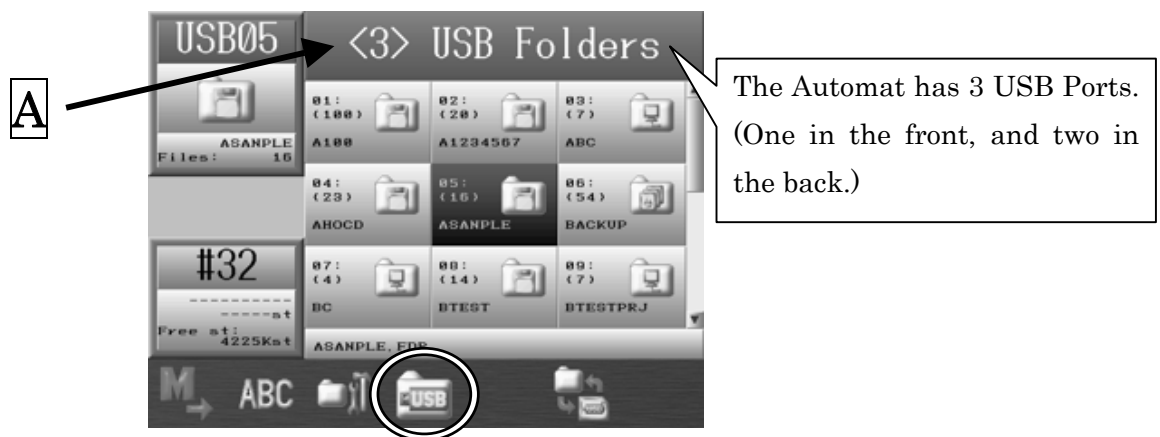 A
USB05
<3> USB Folders
The Automat has 3 USB Ports.
(One in the front, and two in
the back.)
ASANPLE
Files: 16
01:
(100)
A100
02:
(20)
A1234567
03:
(7)
ABC
04:
(23)
AHOCD
05:
(16)
ASANPLE
06:
(54)
BACKUP
07:
(4)
BC
08:
(14)
BTEST
09:
(7)
BTESTPRJ
#32
----------
-----st
Free st:
4225Kst
ASANPLE.FDR
M
ABC
USB